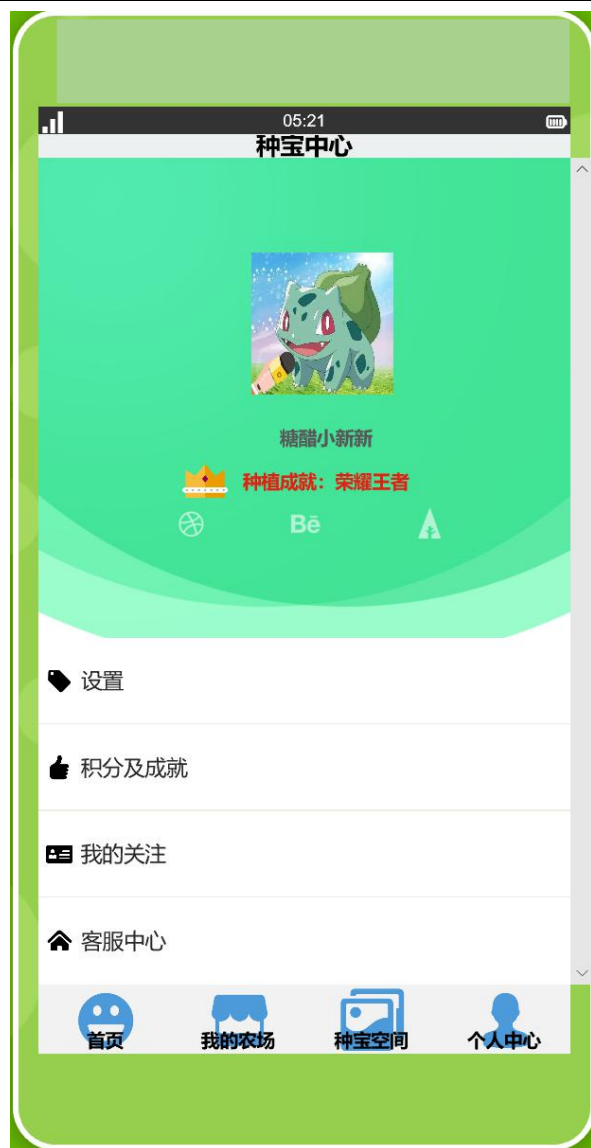 05:21
种宝中心
糖醋小新新
种植成就：荣耀王者
Bē
设置
积分及成就
我的关注
客服中心
首页 我的农场 种宝空间 个人中心